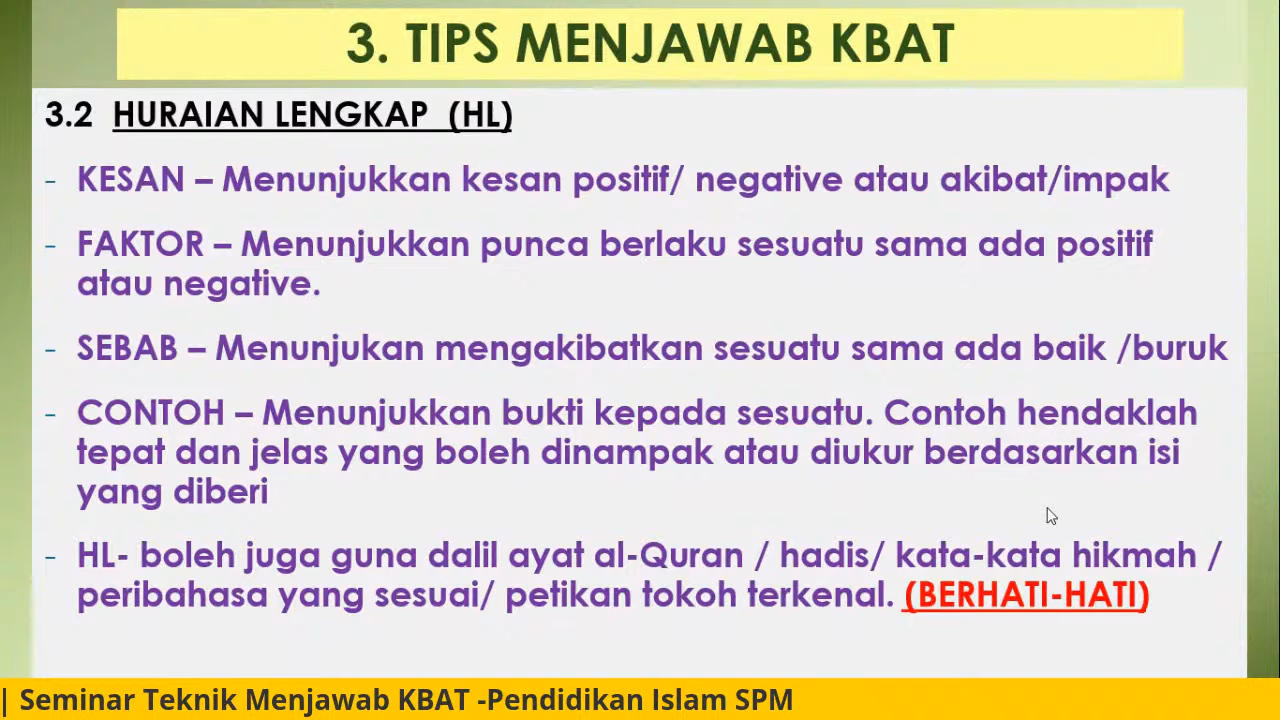 3. TIPS MENJAWAB KBAT
3.2 HURAIAN LENGKAP (HL)
- KESAN – Menunjukkan kesan positif/ negative atau akibat/impak
- FAKTOR – Menunjukkan punca berlaku sesuatu sama ada positif
atau negative.
- SEBAB – Menunjukan mengakibatkan sesuatu sama ada baik /buruk
- CONTOH – Menunjukkan bukti kepada sesuatu. Contoh hendaklah
tepat dan jelas yang boleh dinampak atau diukur berdasarkan isi
yang diberi
- HL- boleh juga guna dalil ayat al-Quran / hadis/ kata-kata hikmah /
peribahasa yang sesuai/ petikan tokoh terkenal. (BERHATI-HATI)
| Seminar Teknik Menjawab KBAT -Pendidikan Islam SPM